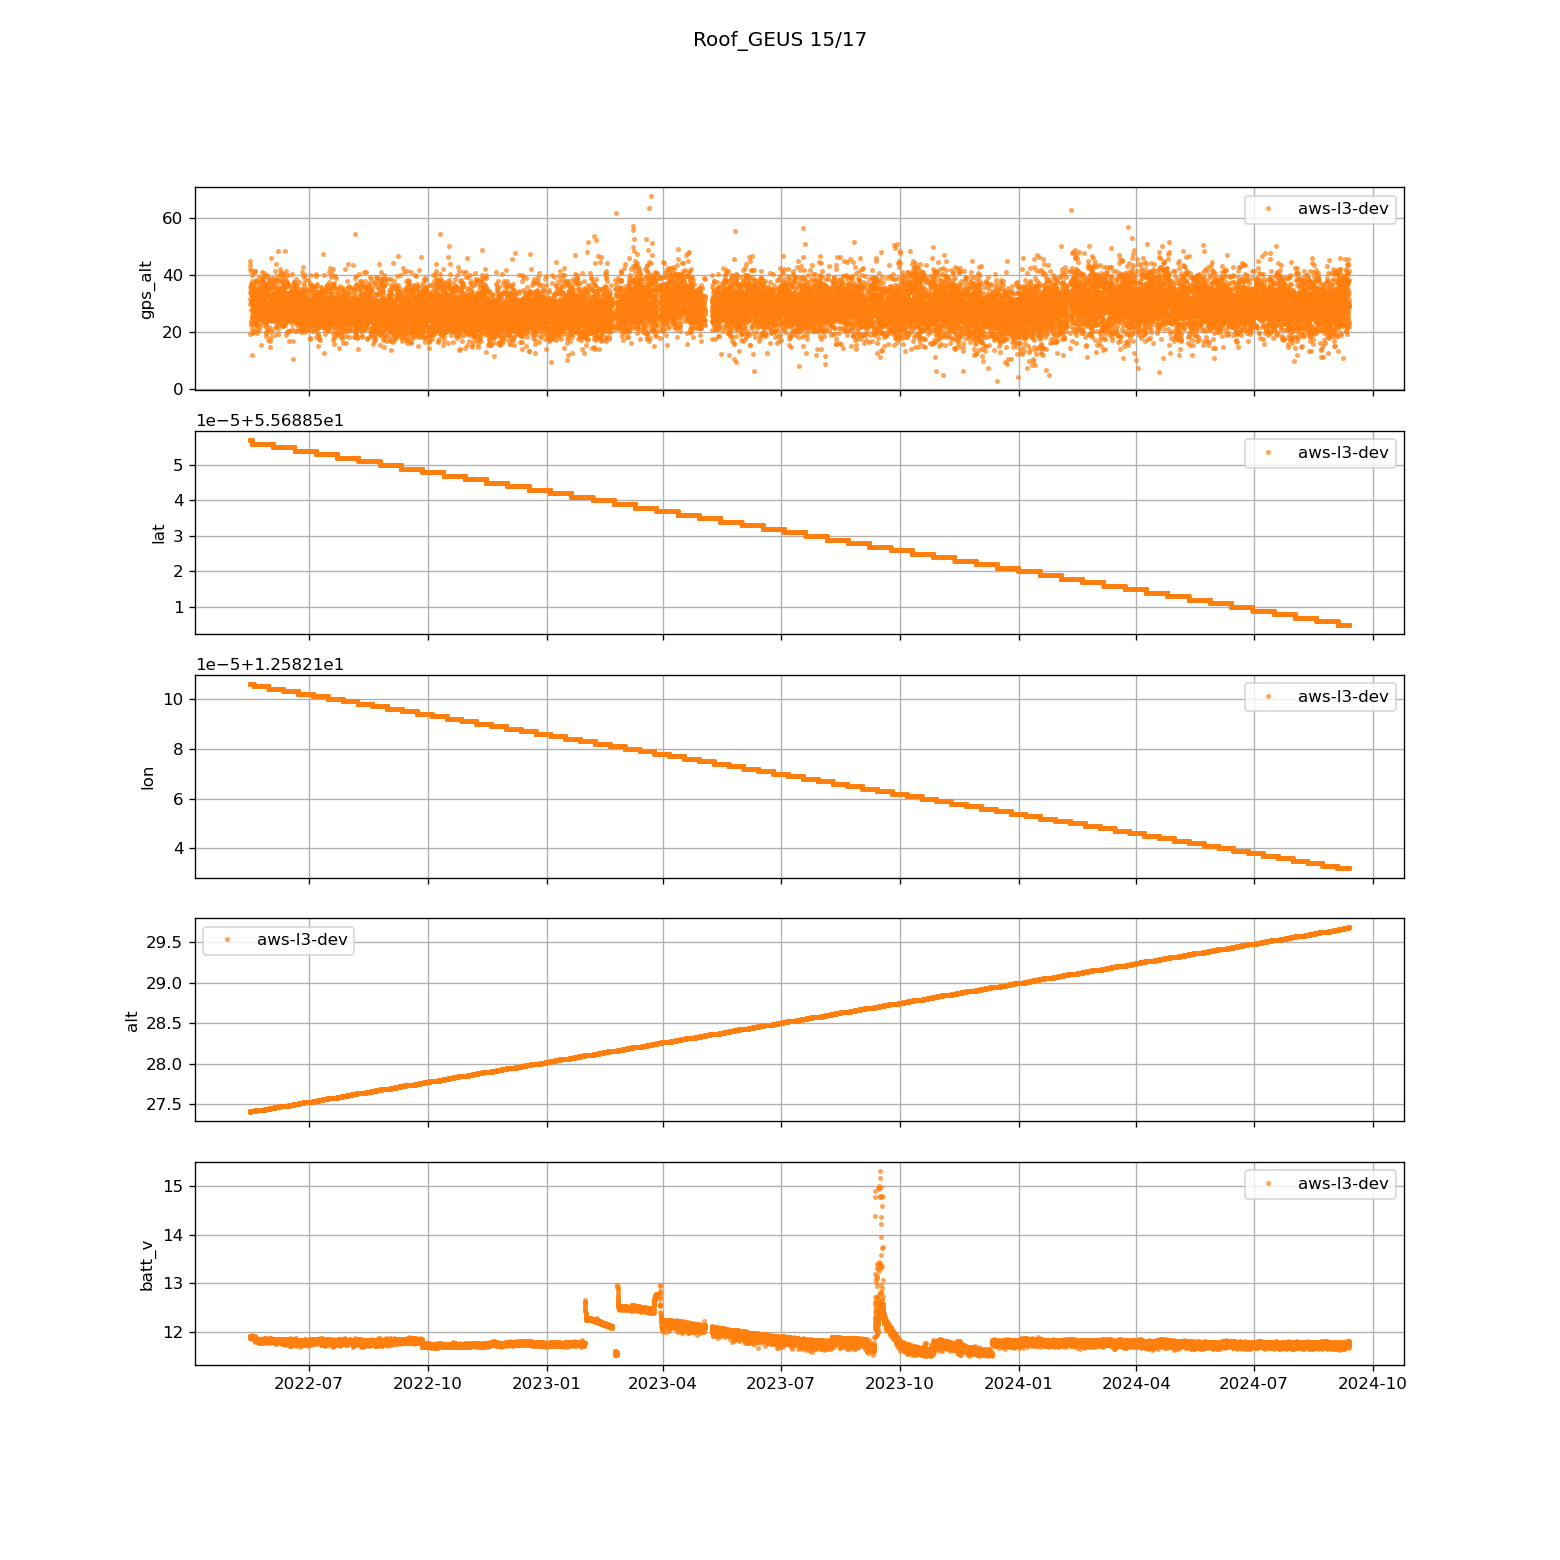 Roof_GEUS 15/17
60
40
20
0
gps_alt
aws-l3-dev
1e−5+5.56885e1
5
4
3
2
1
lat
aws-l3-dev
1e−5+1.25821e1
10
8
6
4
lon
aws-l3-dev
29.5
29.0
28.5
28.0
27.5
alt
aws-l3-dev
15
14
13
12
batt_v
aws-l3-dev
2022-07 2022-10 2023-01 2023-04 2023-07 2023-10 2024-01 2024-04 2024-07 2024-10